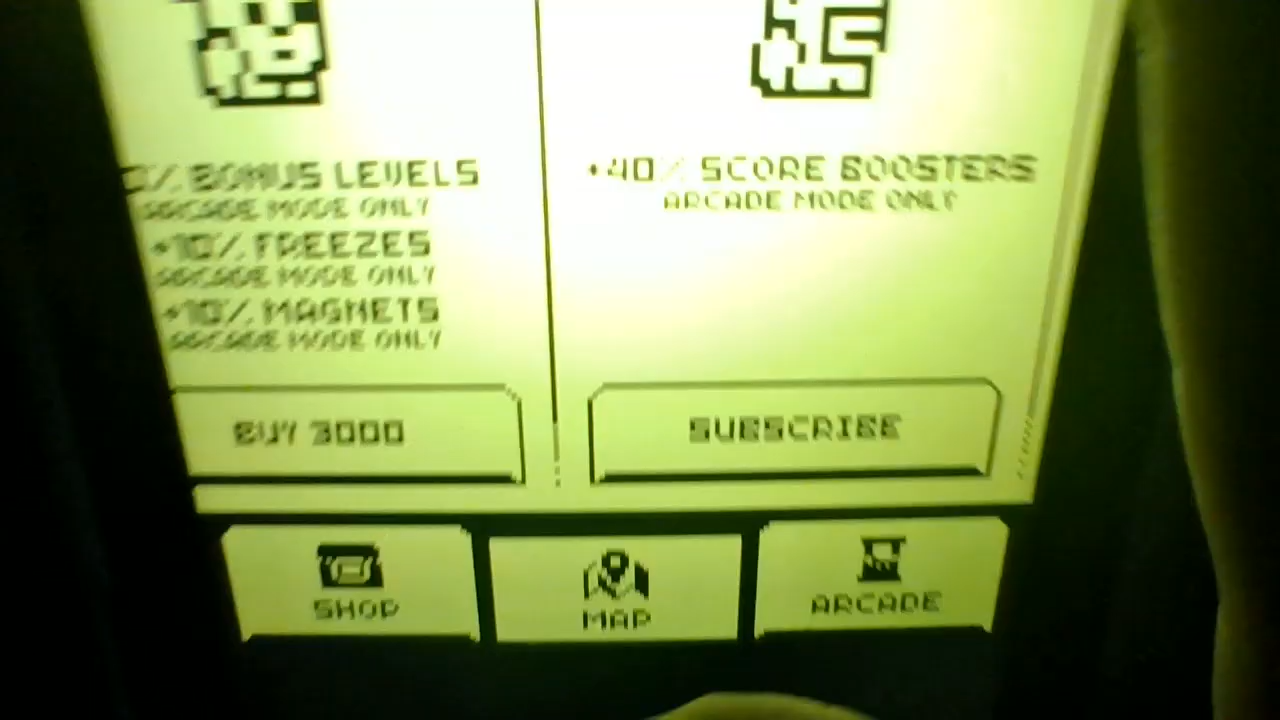 % BONUS LEVELS
ARCADE MODE ONLY
+10% FREEZES
ARCADE MODE ONLY
+10% MAGNETS
ARCADE MODE ONLY
BUY 3000
+40% SCORE BOOSTERS
ARCADE MODE ONLY
SUBSCRIBE
SHOP
MAP
ARCADE